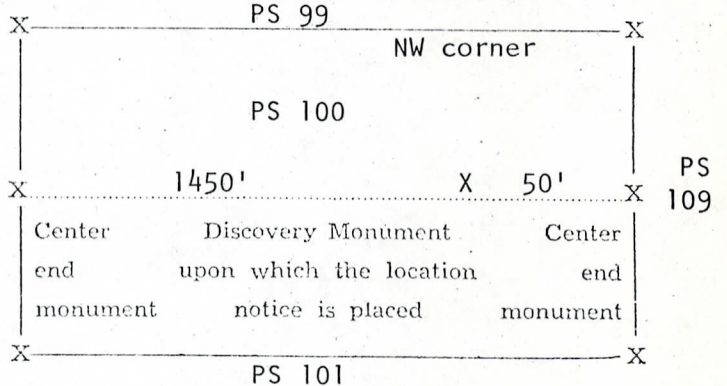 PS 99
X X
NW corner
PS 100
X 1450' X 50' X
PS
109
Center Discovery Monument Center
end upon which the location end
monument notice is placed monument
X X
PS 101